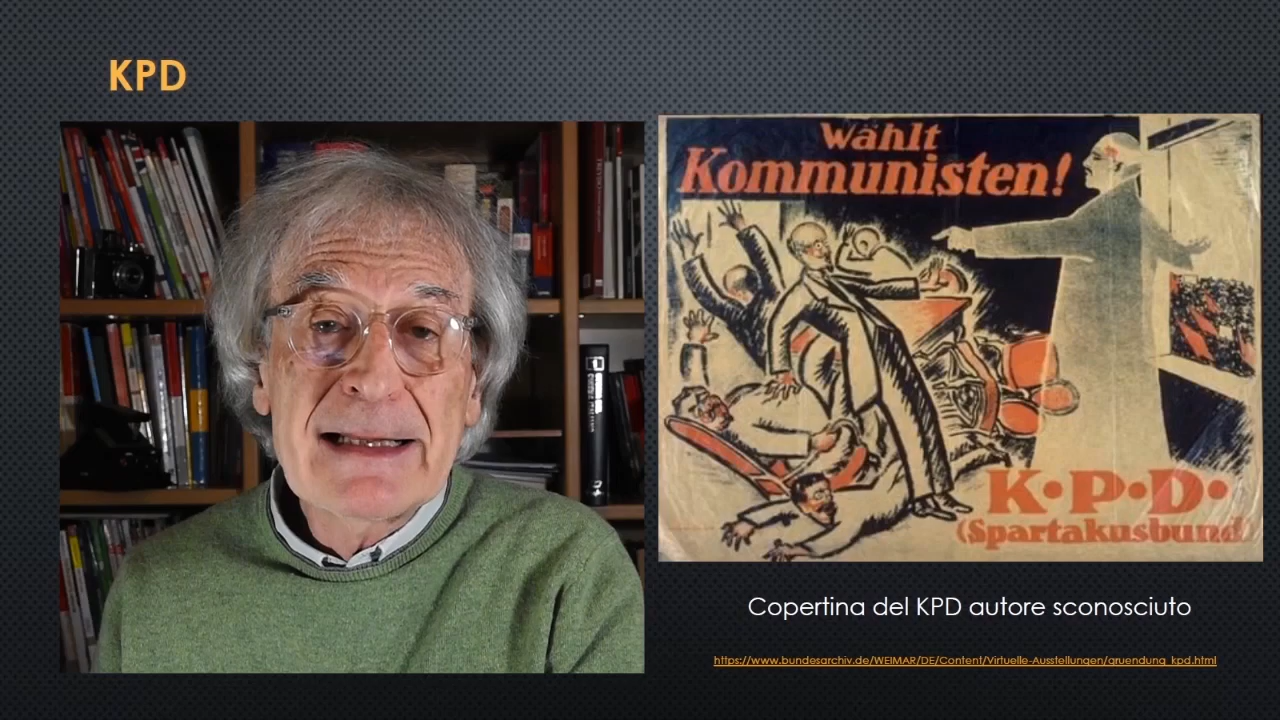 KPD
Wählt
Kommunisten!
K·P·D·
(Spartakusbund)
Copertina del KPD autore sconosciuto
https://www.bundesarchiv.de/WEIMAR/DE/Content/Virtuelle-Ausstellungen/gruendung_kpd.html